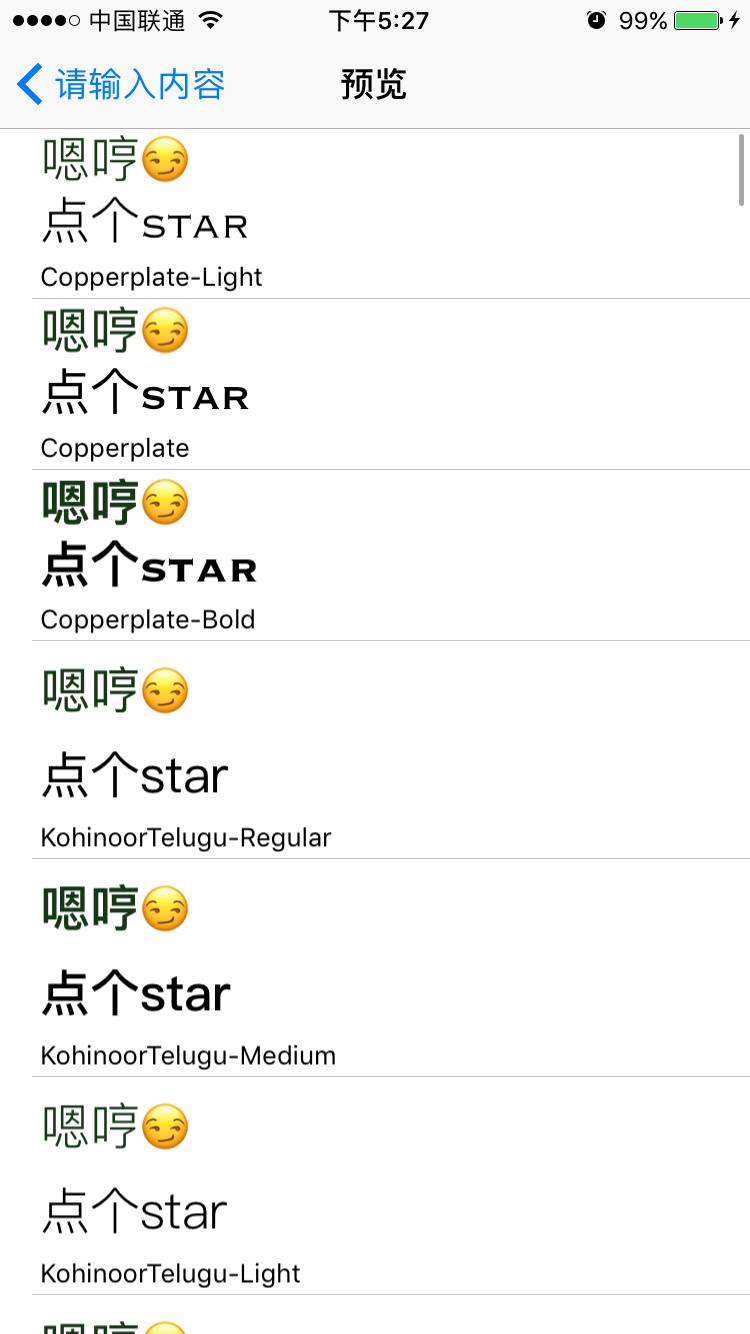 中国联通 下午5:27 99%
请输入内容 预览
嗯哼😏
点个STAR
Copperplate-Light
嗯哼😏
点个STAR
Copperplate
嗯哼😏
点个STAR
Copperplate-Bold
嗯哼😏
点个star
KohinoorTelugu-Regular
嗯哼😏
点个star
KohinoorTelugu-Medium
嗯哼😏
点个star
KohinoorTelugu-Light